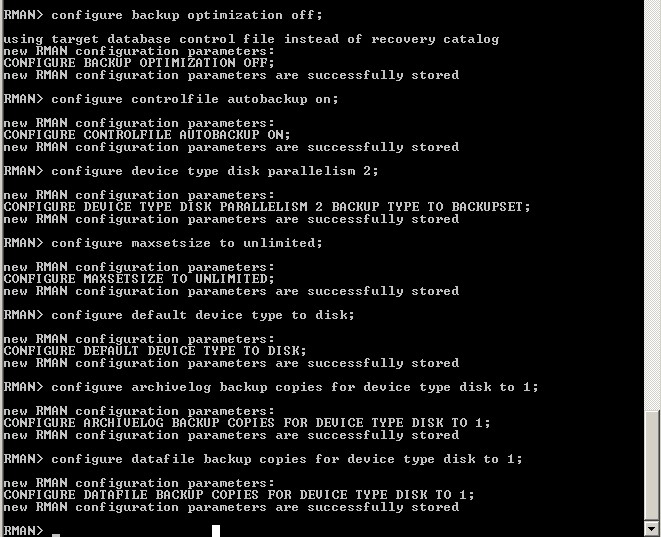 RMAN> configure backup optimization off;
using target database control file instead of recovery catalog
new RMAN configuration parameters:
CONFIGURE BACKUP OPTIMIZATION OFF;
new RMAN configuration parameters are successfully stored
RMAN> configure controlfile autobackup on;
new RMAN configuration parameters:
CONFIGURE CONTROLFILE AUTOBACKUP ON;
new RMAN configuration parameters are successfully stored
RMAN> configure device type disk parallelism 2;
new RMAN configuration parameters:
CONFIGURE DEVICE TYPE DISK PARALLELISM 2 BACKUP TYPE TO BACKUPSET;
new RMAN configuration parameters are successfully stored
RMAN> configure maxsetsize to unlimited;
new RMAN configuration parameters:
CONFIGURE MAXSETSIZE TO UNLIMITED;
new RMAN configuration parameters are successfully stored
RMAN> configure default device type to disk;
new RMAN configuration parameters:
CONFIGURE DEFAULT DEVICE TYPE TO DISK;
new RMAN configuration parameters are successfully stored
RMAN> configure archivelog backup copies for device type disk to 1;
new RMAN configuration parameters:
CONFIGURE ARCHIVELOG BACKUP COPIES FOR DEVICE TYPE DISK TO 1;
new RMAN configuration parameters are successfully stored
RMAN> configure datafile backup copies for device type disk to 1;
new RMAN configuration parameters:
CONFIGURE DATAFILE BACKUP COPIES FOR DEVICE TYPE DISK TO 1;
new RMAN configuration parameters are successfully stored
RMAN>